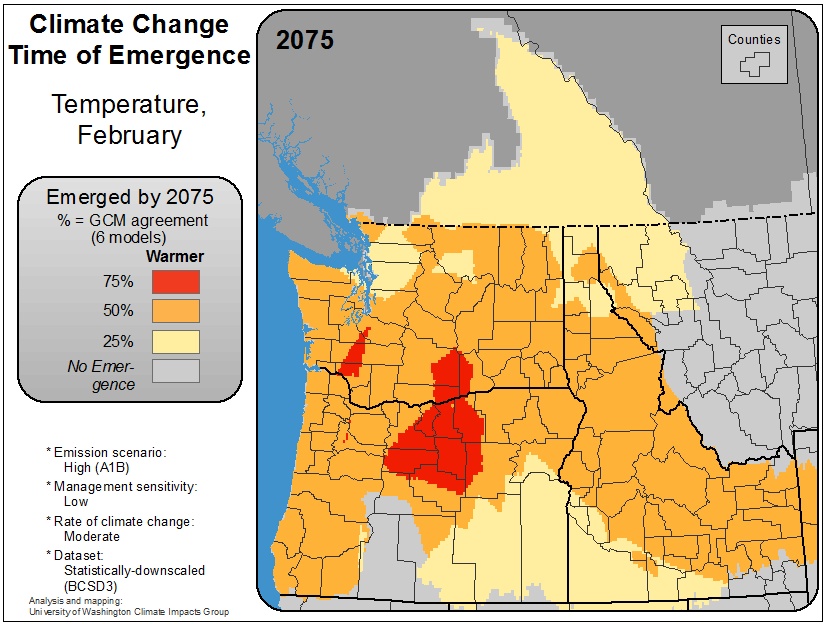 Climate Change
Time of Emergence
Temperature,
February
Emerged by 2075
% = GCM agreement
(6 models)
Warmer
75%
50%
25%
No Emer-
gence
* Emission scenario:
High (A1B)
* Management sensitivity:
Low
* Rate of climate change:
Moderate
* Dataset:
Statistically-downscaled
(BCSD3)
Analysis and mapping:
University of Washington Climate Impacts Group
2075
Counties